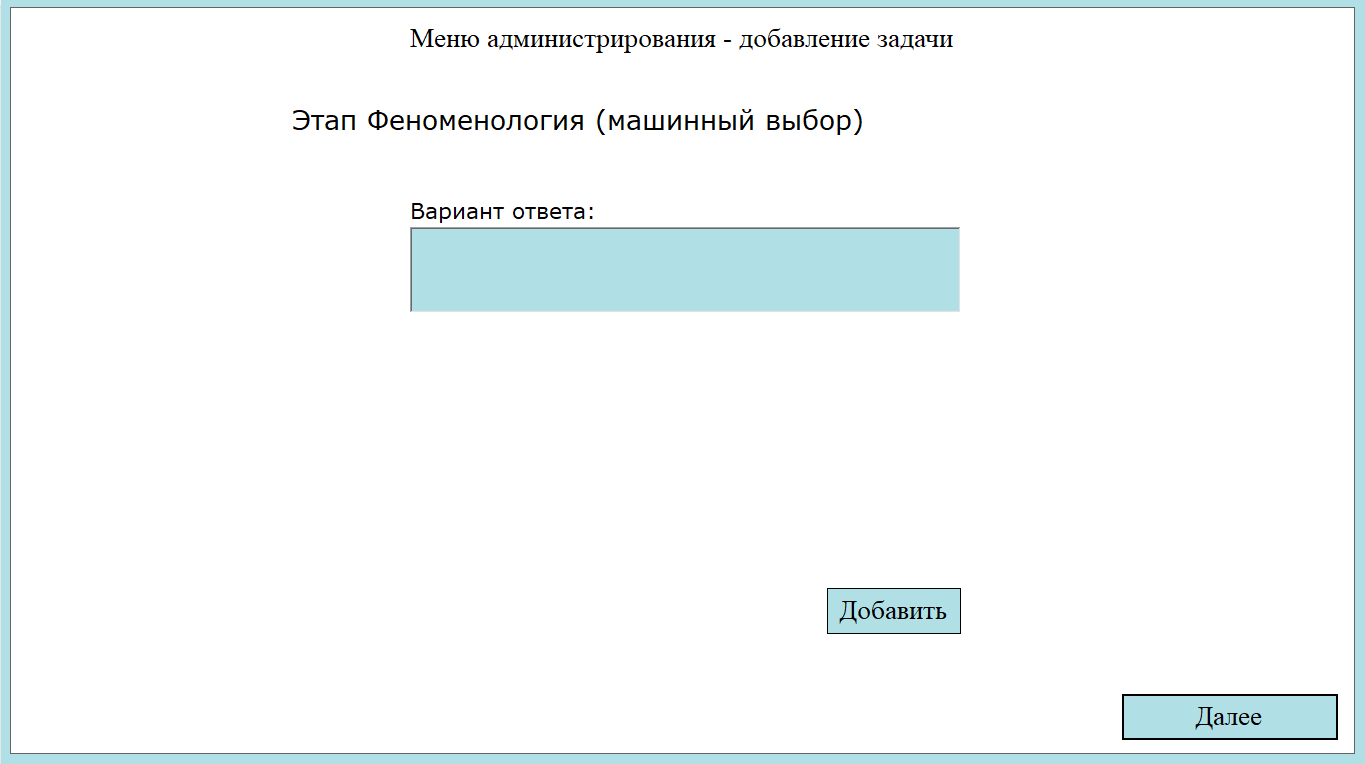 Меню администрирования - добавление задачи
Этап Феноменология (машинный выбор)
Вариант ответа:
Добавить
Далее